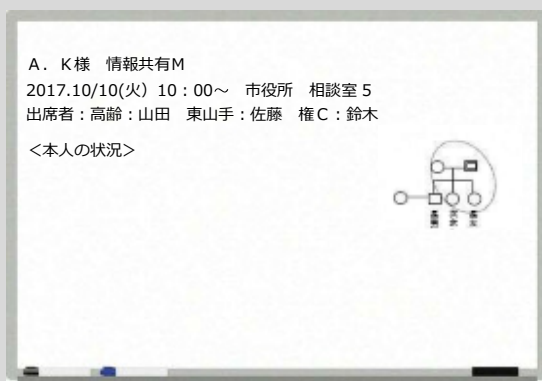 A．K様　情報共有M
2017.10/10(火）10：00～　市役所　相談室５
出席者：高齢：山田　東山手：佐藤　権C：鈴木
＜本人の状況＞